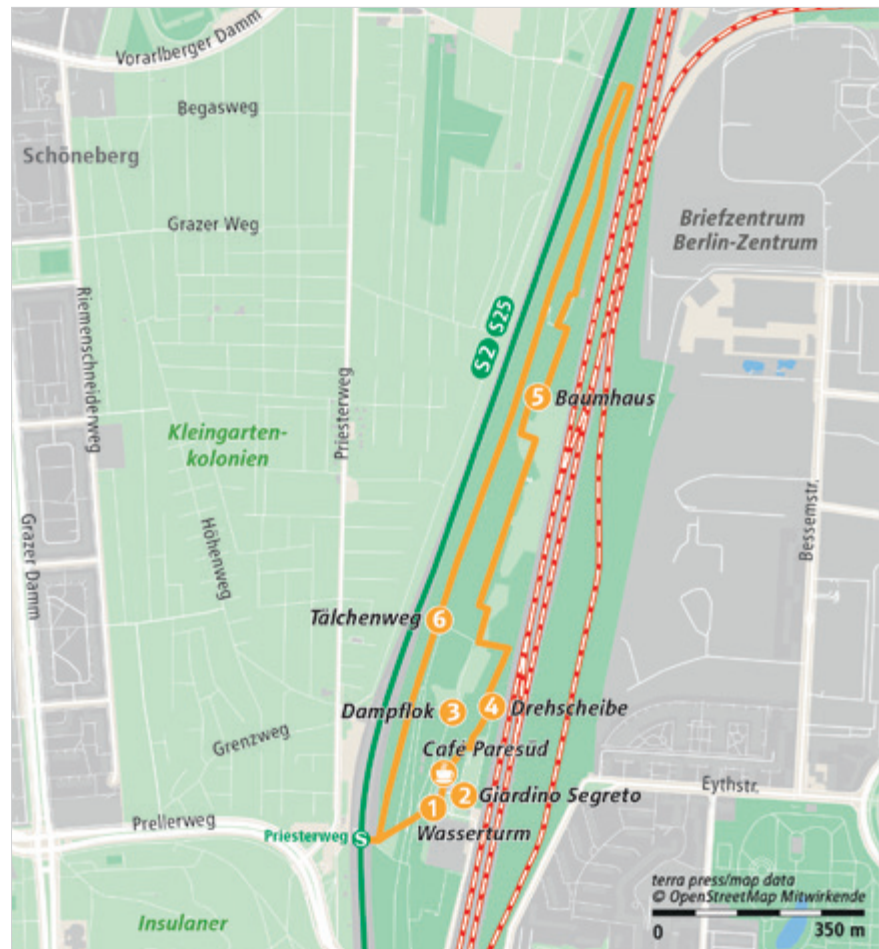 Vorarlberger Damm
Begasweg
Schöneberg
Grazer Weg
Briefzentrum
Berlin-Zentrum
Riemenschneiderweg
S2 S25
Priesterweg
5 Baumhaus
Kleingarten-
kolonien
Bessemstr.
Höhenweg
Grazer Damm
Tälchenweg 6
Dampflok 3
4 Drehscheibe
Grenzweg
Café Paresüd
Eythstr.
1
2 Giardino Segreto
Prellerweg
Wasserturm
Priesterweg S
Insulaner
terra press/map data
© OpenStreetMap Mitwirkende
0 350 m